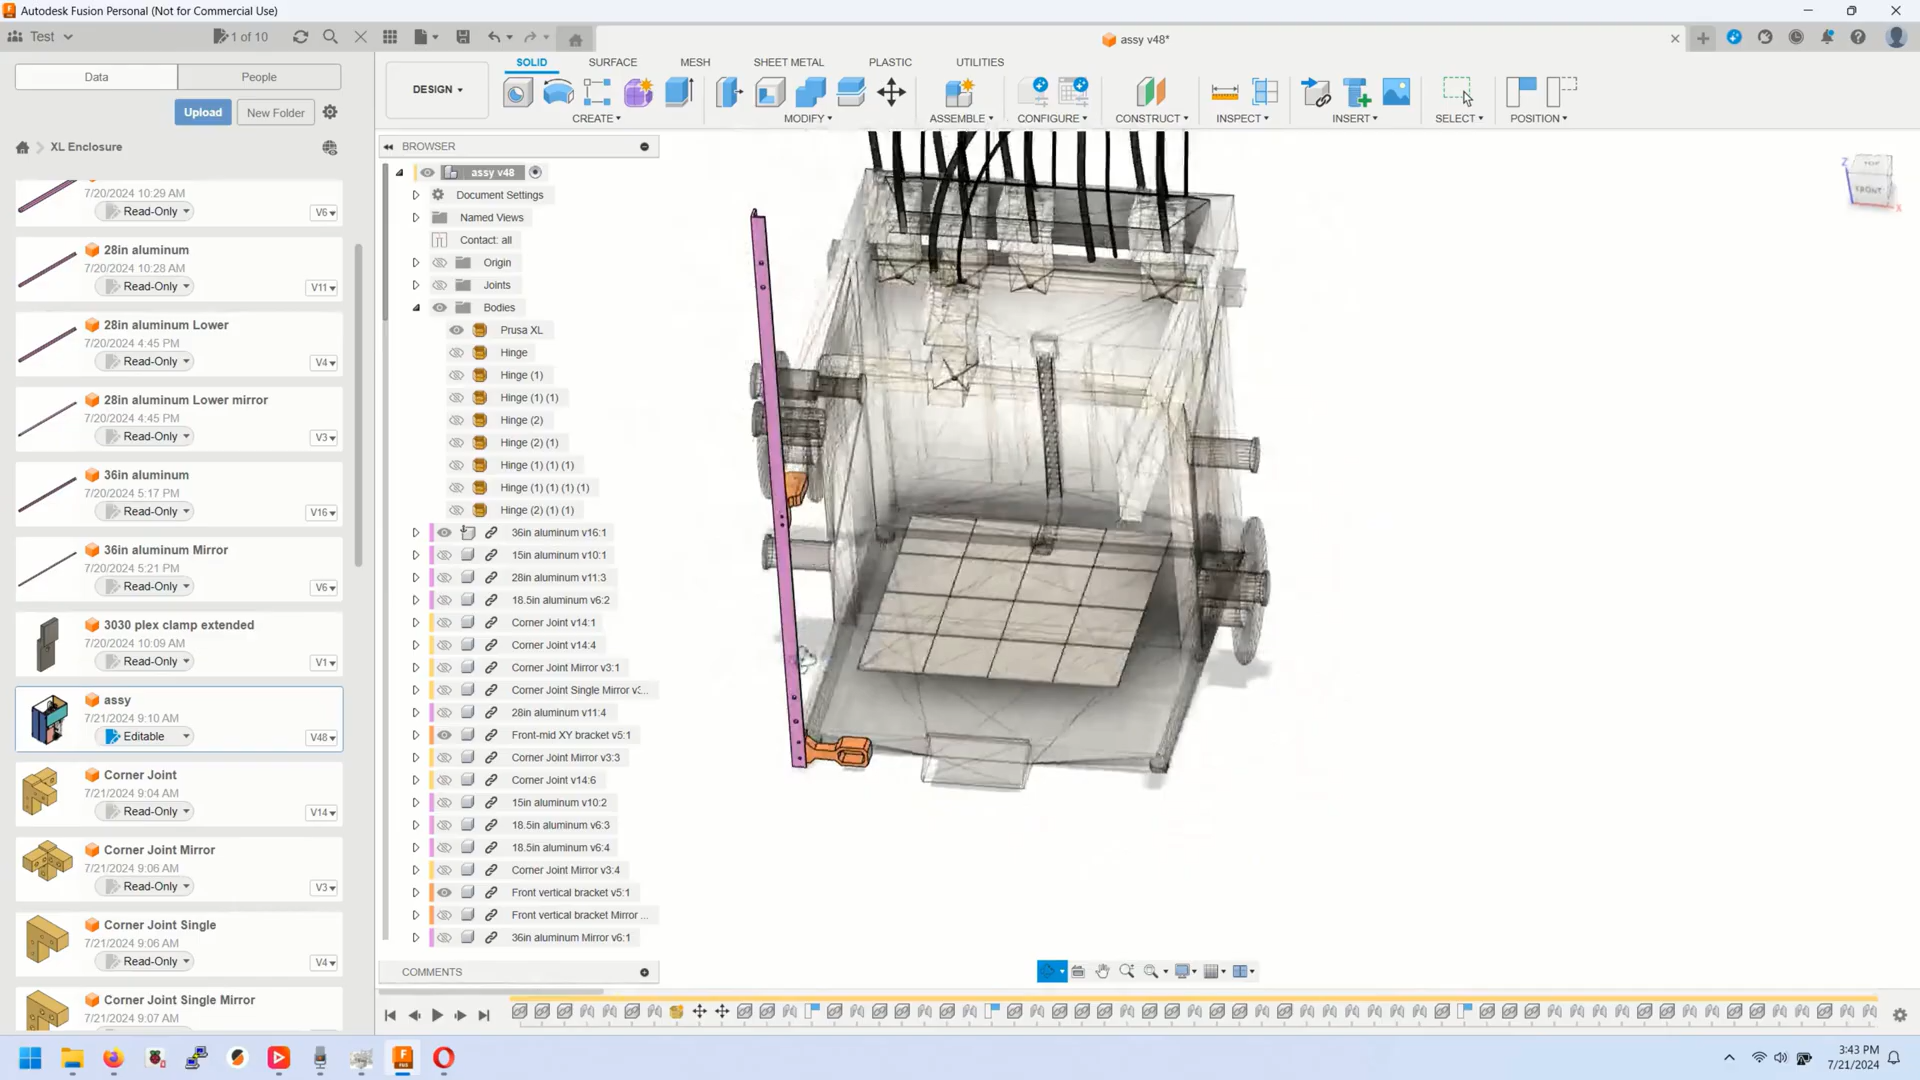 Autodesk Fusion Personal (Not for Commercial Use)
Test
1 of 10
assy v48*
Data
People
Upload
New Folder
XL Enclosure
7/20/2024 10:29 AM
Read-Only
V6
28in aluminum
7/20/2024 10:28 AM
Read-Only
V11
28in aluminum Lower
7/20/2024 4:45 PM
Read-Only
V4
28in aluminum Lower mirror
7/20/2024 4:45 PM
Read-Only
V3
36in aluminum
7/20/2024 5:17 PM
Read-Only
V16
36in aluminum Mirror
7/20/2024 5:21 PM
Read-Only
V6
3030 plex clamp extended
7/20/2024 10:09 AM
Read-Only
V1
assy
7/21/2024 9:10 AM
Editable
V48
Corner Joint
7/21/2024 9:04 AM
Read-Only
V14
Corner Joint Mirror
7/21/2024 9:06 AM
Read-Only
V3
Corner Joint Single
7/21/2024 9:06 AM
Read-Only
V4
Corner Joint Single Mirror
7/21/2024 9:07 AM
DESIGN
SOLID
SURFACE
MESH
SHEET METAL
PLASTIC
UTILITIES
CREATE
MODIFY
ASSEMBLE
CONFIGURE
CONSTRUCT
INSPECT
INSERT
SELECT
POSITION
BROWSER
assy v48
Document Settings
Named Views
Contact: all
Origin
Joints
Bodies
Prusa XL
Hinge
Hinge (1)
Hinge (1) (1)
Hinge (2)
Hinge (2) (1)
Hinge (1) (1) (1)
Hinge (1) (1) (1) (1)
Hinge (2) (1) (1)
36in aluminum v16:1
15in aluminum v10:1
28in aluminum v11:3
18.5in aluminum v6:2
Corner Joint v14:1
Corner Joint v14:4
Corner Joint Mirror v3:1
Corner Joint Single Mirror v3...
28in aluminum v11:4
Front-mid XY bracket v5:1
Corner Joint Mirror v3:3
Corner Joint v14:6
15in aluminum v10:2
18.5in aluminum v6:3
18.5in aluminum v6:4
Corner Joint Mirror v3:4
Front vertical bracket v5:1
Front vertical bracket Mirror ...
36in aluminum Mirror v6:1
COMMENTS
Z
TOP
FRONT
X
3:43 PM
7/21/2024